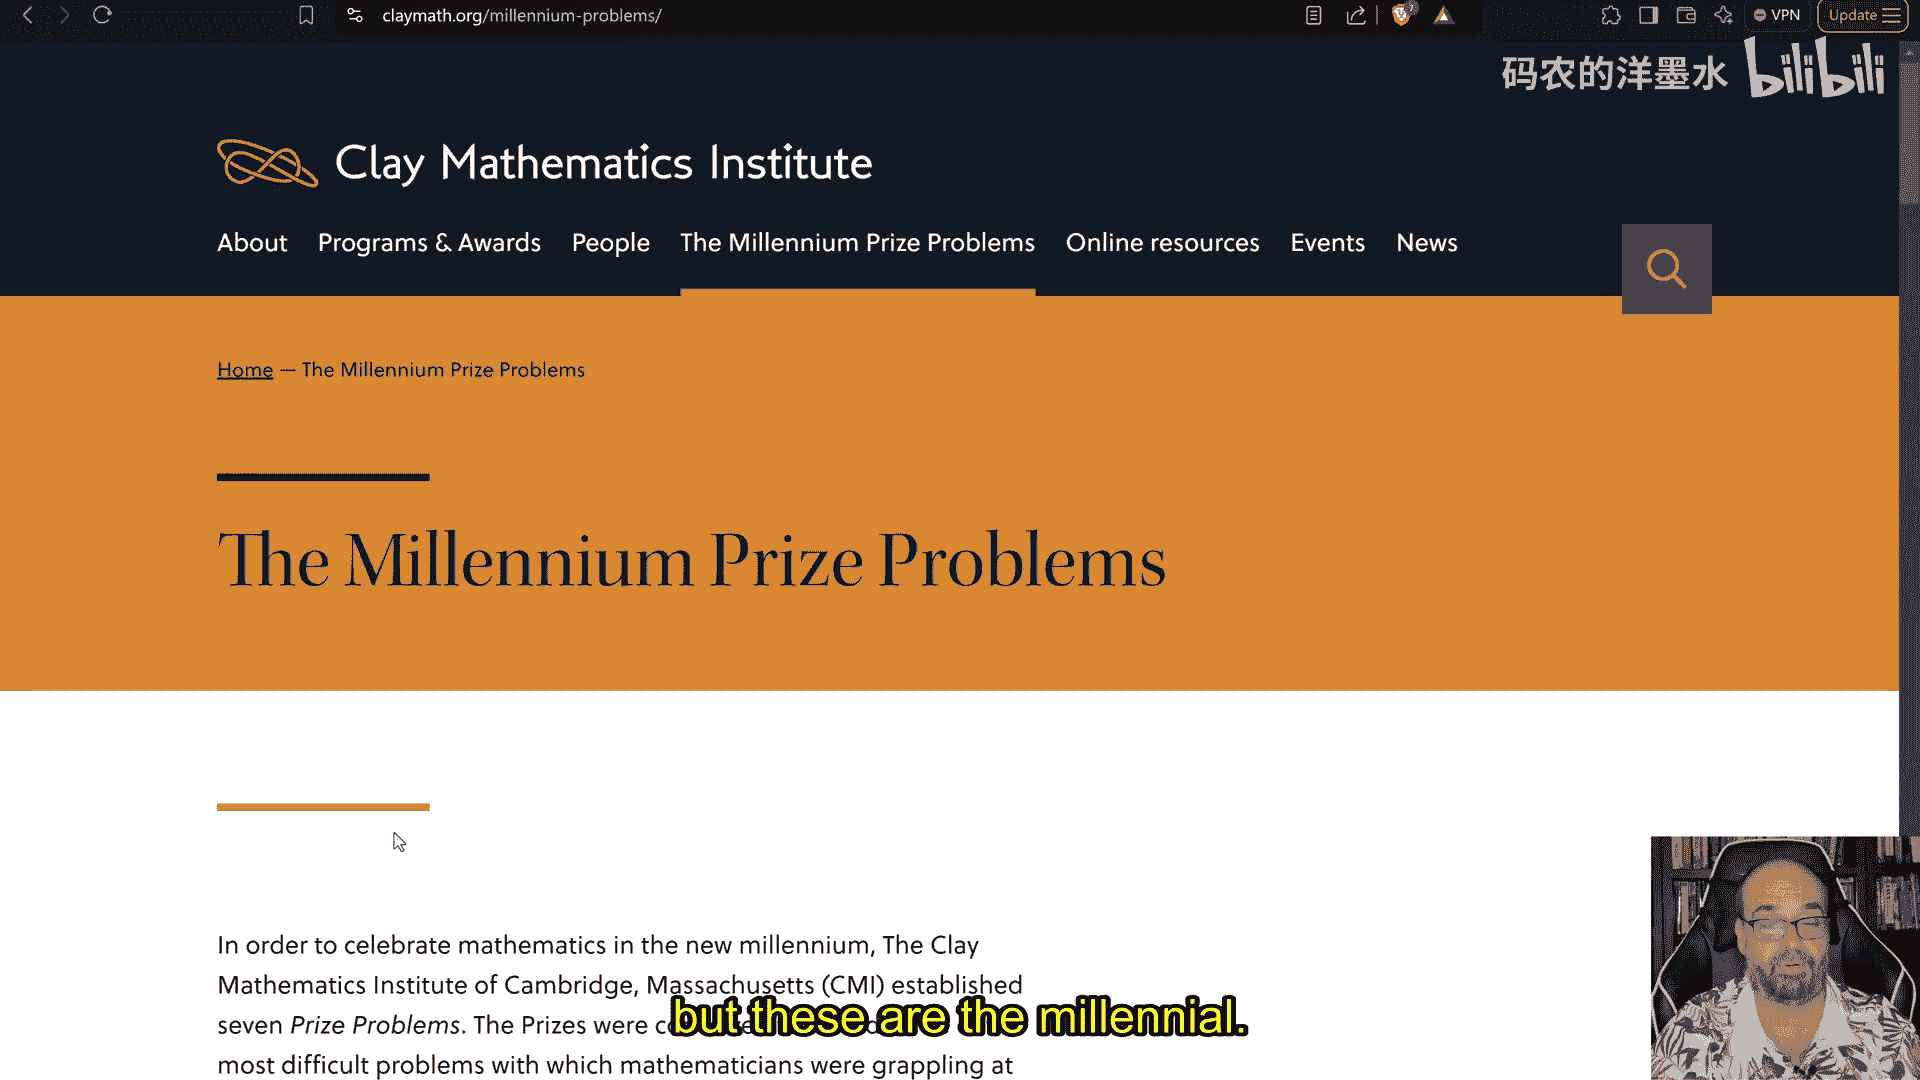 claymath.org/millennium-problems/
VPN
Update
码农的洋墨水 bilibili
Clay Mathematics Institute
About Programs & Awards People The Millennium Prize Problems Online resources Events News
Home — The Millennium Prize Problems
The Millennium Prize Problems
In order to celebrate mathematics in the new millennium, The Clay
Mathematics Institute of Cambridge, Massachusetts (CMI) established
seven Prize Problems. The Prizes were
most difficult problems with which mathematicians were grappling at
but these are the millennial.